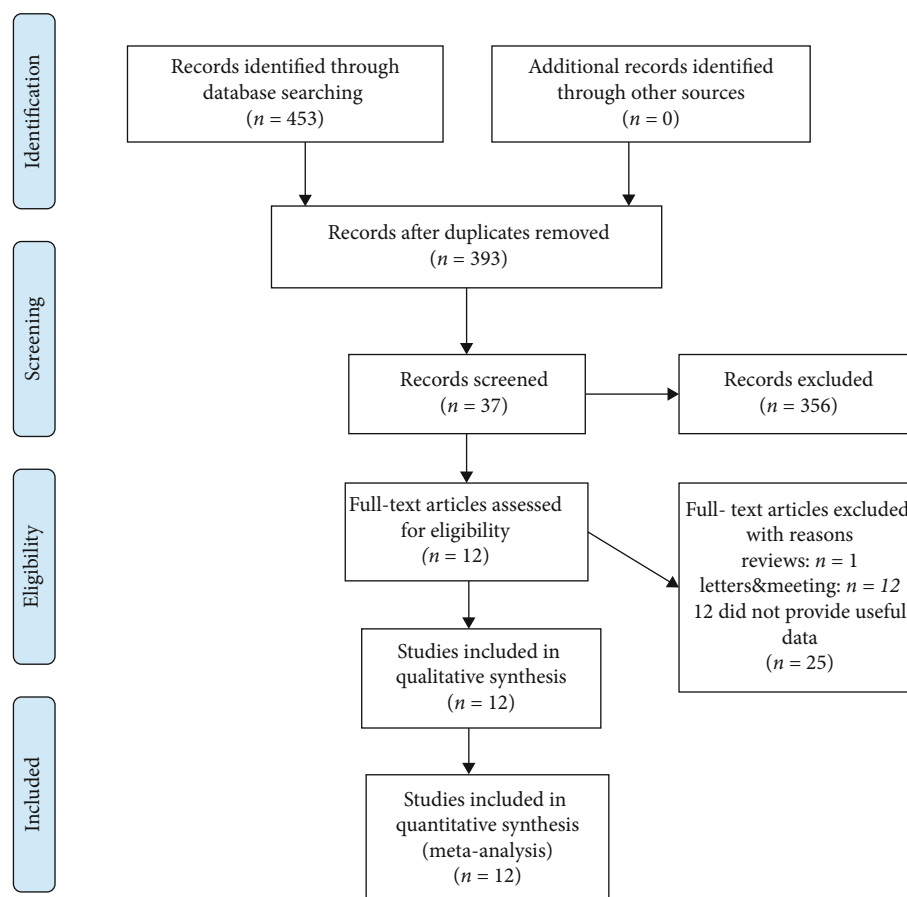 Identification
Records identified through
database searching
(n = 453)
Additional records identified
through other sources
(n = 0)
Records after duplicates removed
(n = 393)
Screening
Records screened
(n = 37)
Records excluded
(n = 356)
Eligibility
Full-text articles assessed
for eligibility
(n = 12)
Full- text articles excluded
with reasons
reviews: n = 1
letters&meeting: n = 12
12 did not provide useful
data
(n = 25)
Studies included in
qualitative synthesis
(n = 12)
Included
Studies included in
quantitative synthesis
(meta-analysis)
(n = 12)